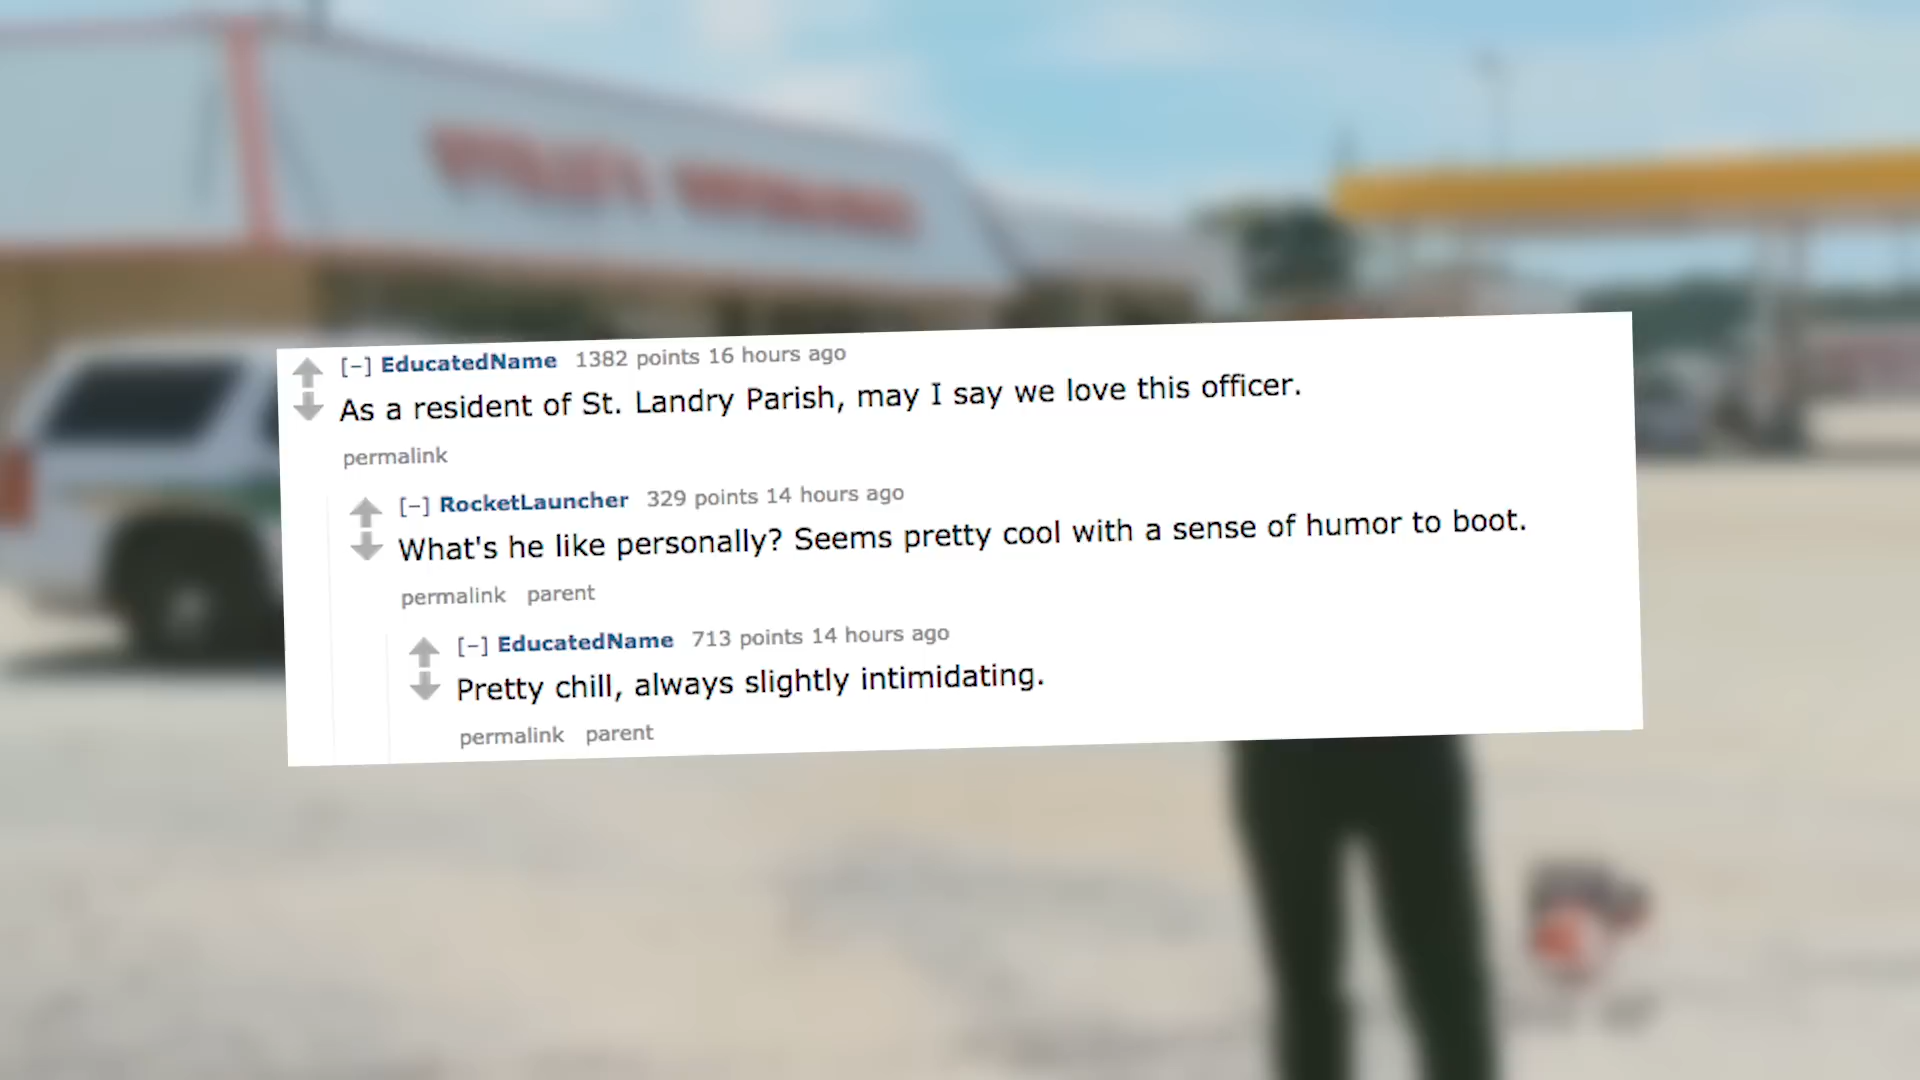 [–] EducatedName 1382 points 16 hours ago
As a resident of St. Landry Parish, may I say we love this officer.
permalink
[–] RocketLauncher 329 points 14 hours ago
What's he like personally? Seems pretty cool with a sense of humor to boot.
permalink parent
[–] EducatedName 713 points 14 hours ago
Pretty chill, always slightly intimidating.
permalink parent